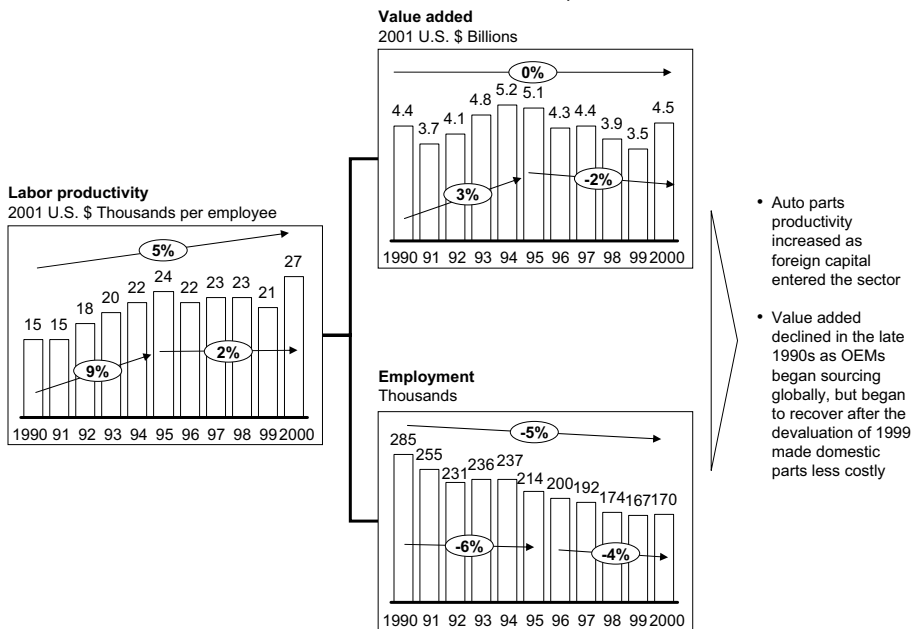 Value added
2001 U.S. $ Billions
0%
4.4 3.7 4.1 4.8 5.2 5.1 4.3 4.4 3.9 3.5 4.5
3%
-2%
1990 91 92 93 94 95 96 97 98 99 2000
Labor productivity
2001 U.S. $ Thousands per employee
5%
15 15 18 20 22 24 22 23 23 21 27
9%
2%
1990 91 92 93 94 95 96 97 98 99 2000
Employment
Thousands
-5%
285 255 231 236 237 214 200 192 174 167 170
-6%
-4%
1990 91 92 93 94 95 96 97 98 99 2000
• Auto parts
productivity
increased as
foreign capital
entered the sector
• Value added
declined in the late
1990s as OEMs
began sourcing
globally, but began
to recover after the
devaluation of 1999
made domestic
parts less costly